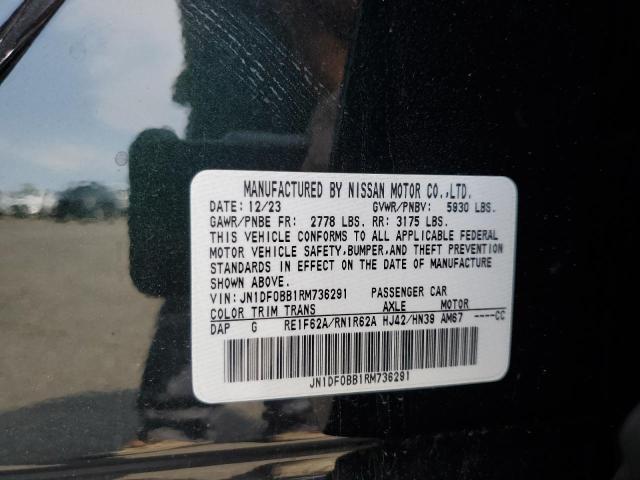 MANUFACTURED BY NISSAN MOTOR CO.,LTD.
DATE: 12/23 GVWR/PNBV: 5930 LBS.
GAWR/PNBE FR: 2778 LBS. RR: 3175 LBS.
THIS VEHICLE CONFORMS TO ALL APPLICABLE FEDERAL
MOTOR VEHICLE SAFETY,BUMPER,AND THEFT PREVENTION
STANDARDS IN EFFECT ON THE DATE OF MANUFACTURE
SHOWN ABOVE.
VIN: JN1DF0BB1RM736291 PASSENGER CAR
COLOR TRIM TRANS AXLE MOTOR
DAP G RE1F62A/RN1R62A HJ42/HN39 AM67 ----CC
JN1DF0BB1RM736291